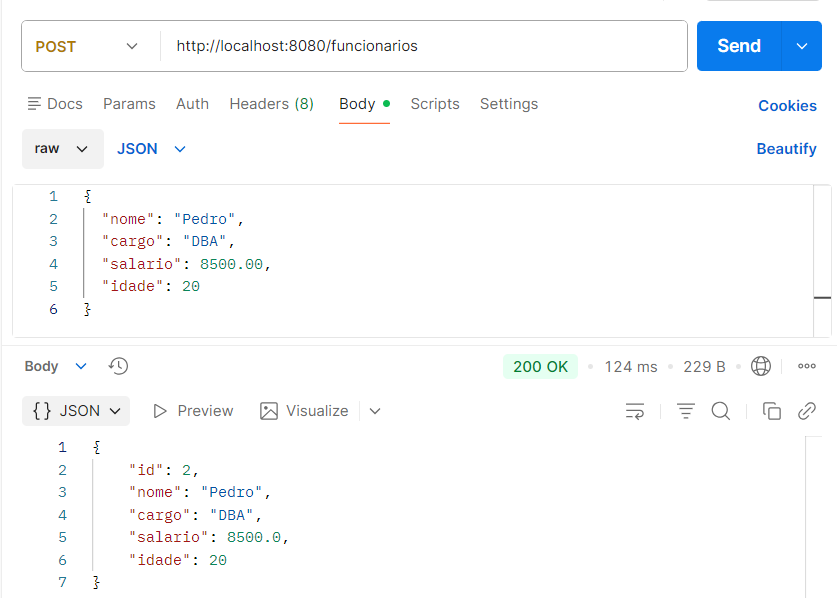 POST http://localhost:8080/funcionarios Send
Docs Params Auth Headers (8) Body Scripts Settings Cookies
raw JSON Beautify
1 {
2 "nome": "Pedro",
3 "cargo": "DBA",
4 "salario": 8500.00,
5 "idade": 20
6 }
Body 200 OK 124 ms 229 B
{} JSON Preview Visualize
1 {
2 "id": 2,
3 "nome": "Pedro",
4 "cargo": "DBA",
5 "salario": 8500.0,
6 "idade": 20
7 }